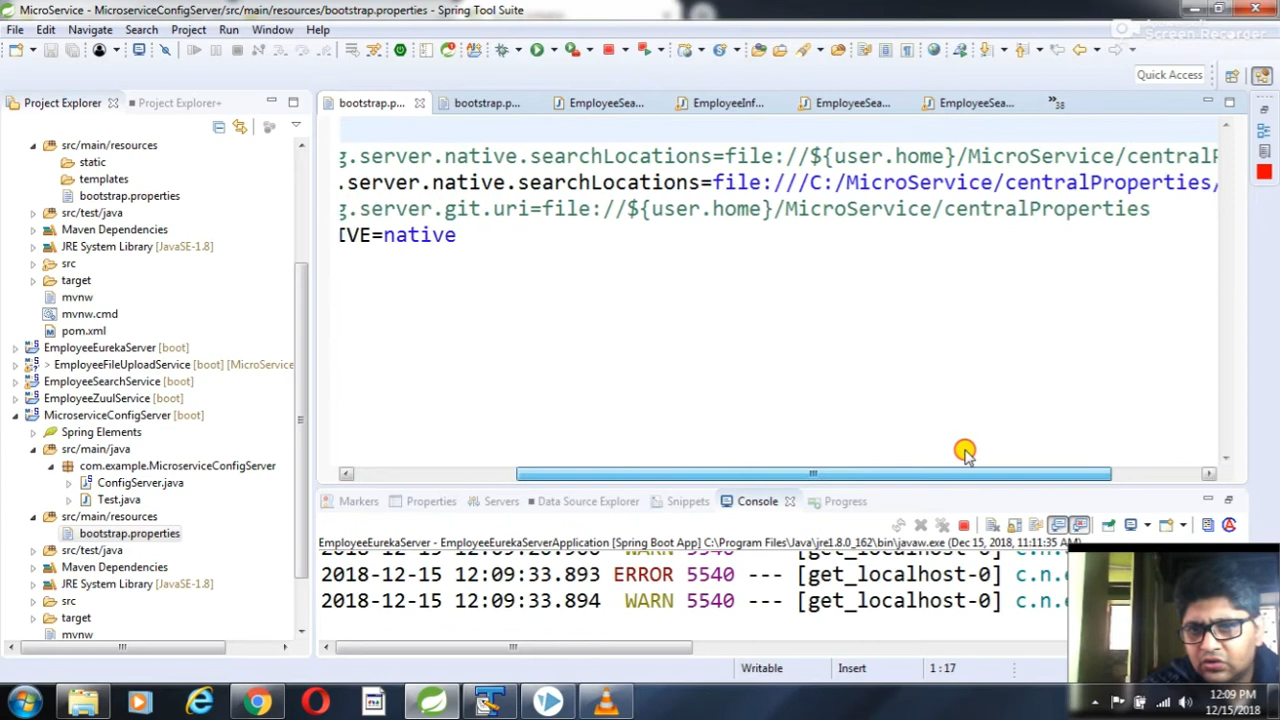 MicroService - MicroserviceConfigServer/src/main/resources/bootstrap.properties - Spring Tool Suite
File Edit Navigate Search Project Run Window Help
Screen Recorder
Quick Access
Project Explorer
Project Explorer+
bootstrap.p...
bootstrap.p...
EmployeeSea...
EmployeeInf...
EmployeeSea...
EmployeeSea...
38
src/main/resources
static
templates
bootstrap.properties
src/test/java
Maven Dependencies
JRE System Library [JavaSE-1.8]
src
target
mvnw
mvnw.cmd
pom.xml
EmployeeEurekaServer [boot]
> EmployeeFileUploadService [boot] [MicroService
EmployeeSearchService [boot]
EmployeeZuulService [boot]
MicroserviceConfigServer [boot]
Spring Elements
src/main/java
com.example.MicroserviceConfigServer
ConfigServer.java
Test.java
src/main/resources
bootstrap.properties
src/test/java
Maven Dependencies
JRE System Library [JavaSE-1.8]
src
target
mvnw
g.server.native.searchLocations=file://${user.home}/MicroService/centralP
.server.native.searchLocations=file:///C:/MicroService/centralProperties/
g.server.git.uri=file://${user.home}/MicroService/centralProperties
IVE=native
Markers Properties Servers Data Source Explorer Snippets Console Progress
EmployeeEurekaServer - EmployeeEurekaServerApplication [Spring Boot App] C:\Program Files\Java\jre1.8.0_162\bin\javaw.exe (Dec 15, 2018, 11:11:35 AM)
2018-12-15 12:09:33.893 ERROR 5540 --- [get_localhost-0] c.n.e
2018-12-15 12:09:33.894 WARN 5540 --- [get_localhost-0] c.n.e
Writable Insert 1 : 17
12:09 PM
12/15/2018